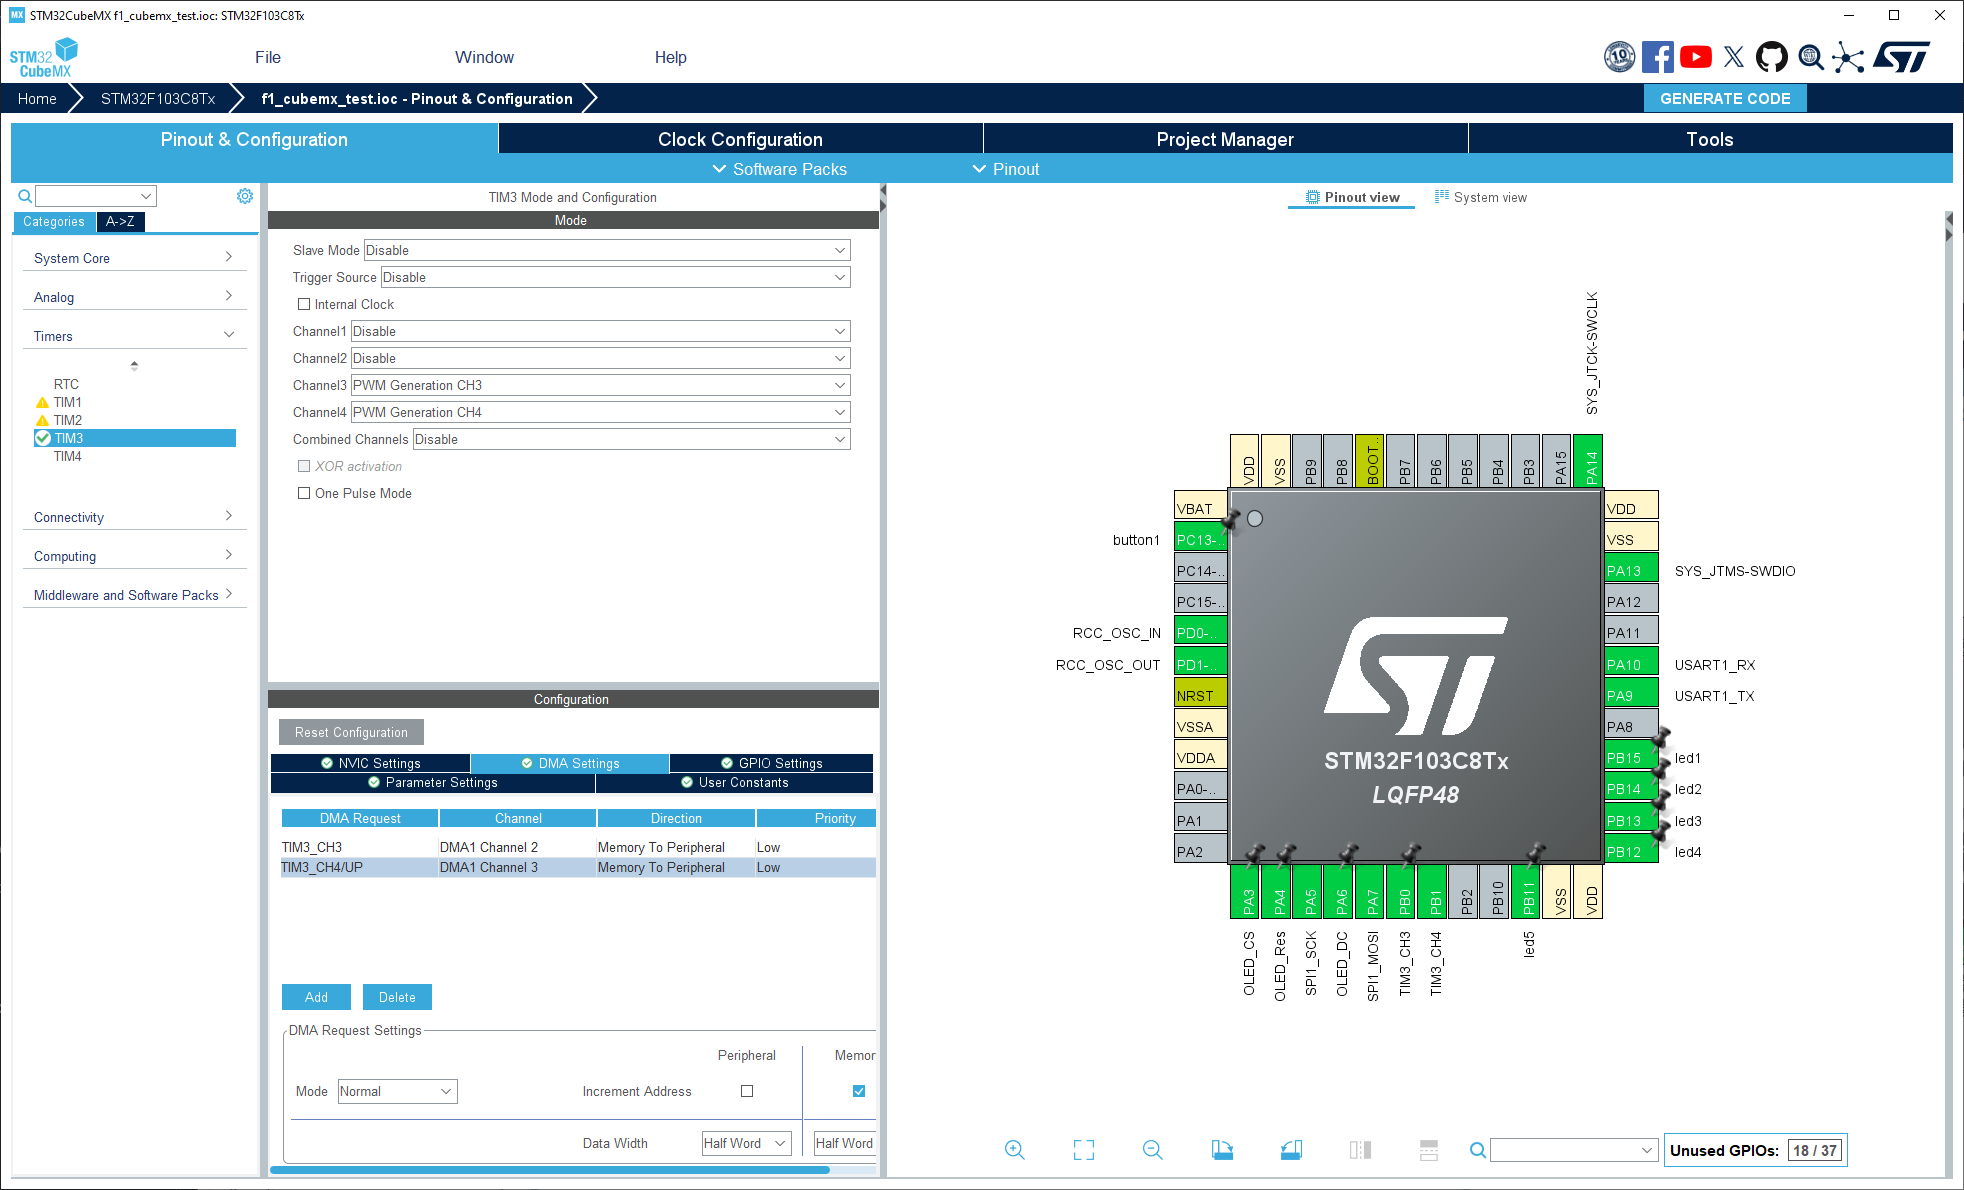 MX STM32CubeMX f1_cubemx_test.ioc: STM32F103C8Tx
STM32 CubeMX
File Window Help
10
Home STM32F103C8Tx f1_cubemx_test.ioc - Pinout & Configuration GENERATE CODE
Pinout & Configuration Clock Configuration Project Manager Tools
Software Packs Pinout
Categories A->Z
System Core
Analog
Timers
RTC
TIM1
TIM2
TIM3
TIM4
Connectivity
Computing
Middleware and Software Packs
TIM3 Mode and Configuration
Mode
Slave Mode Disable
Trigger Source Disable
Internal Clock
Channel1 Disable
Channel2 Disable
Channel3 PWM Generation CH3
Channel4 PWM Generation CH4
Combined Channels Disable
XOR activation
One Pulse Mode
Configuration
Reset Configuration
NVIC Settings DMA Settings GPIO Settings
Parameter Settings User Constants
DMA Request Channel Direction Priority
TIM3_CH3 DMA1 Channel 2 Memory To Peripheral Low
TIM3_CH4/UP DMA1 Channel 3 Memory To Peripheral Low
Add Delete
DMA Request Settings
Peripheral Memor
Mode Normal Increment Address
Data Width Half Word Half Word
Pinout view System view
SYS_JTCK-SWCLK
VDD VSS PB9 PB8 BOOT... PB7 PB6 PB5 PB4 PB3 PA15 PA14
VBAT VDD
button1 PC13-... VSS
PC14-... PA13 SYS_JTMS-SWDIO
PC15-... PA12
RCC_OSC_IN PD0-... PA11
RCC_OSC_OUT PD1-... PA10 USART1_RX
NRST PA9 USART1_TX
VSSA PA8
VDDA PB15 led1
PA0-... PB14 led2
PA1 PB13 led3
PA2 PB12 led4
STM32F103C8Tx
LQFP48
PA3 PA4 PA5 PA6 PA7 PB0 PB1 PB2 PB10 PB11 VSS VDD
OLED_CS OLED_Res SPI1_SCK OLED_DC SPI1_MOSI TIM3_CH3 TIM3_CH4 led5
Unused GPIOs: 18 / 37